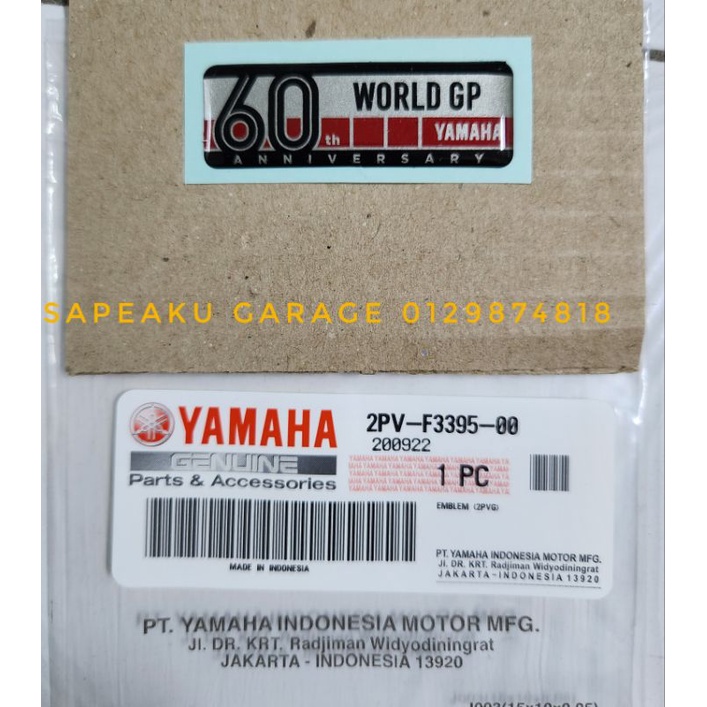 60th WORLD GP
YAMAHA
ANNIVERSARY
SAPEAKU GARAGE 0129874818
YAMAHA
GENUINE
Parts & Accessories
2PV-F3395-00
200922
1 PC
EMBLEM (2PVG)
MADE IN INDONESIA
PT. YAMAHA INDONESIA MOTOR MFG.
Jl. DR. KRT. Radjiman Widyodiningrat
JAKARTA-INDONESIA 13920
PT. YAMAHA INDONESIA MOTOR MFG.
Jl. DR. KRT. Radjiman Widyodiningrat
JAKARTA - INDONESIA 13920